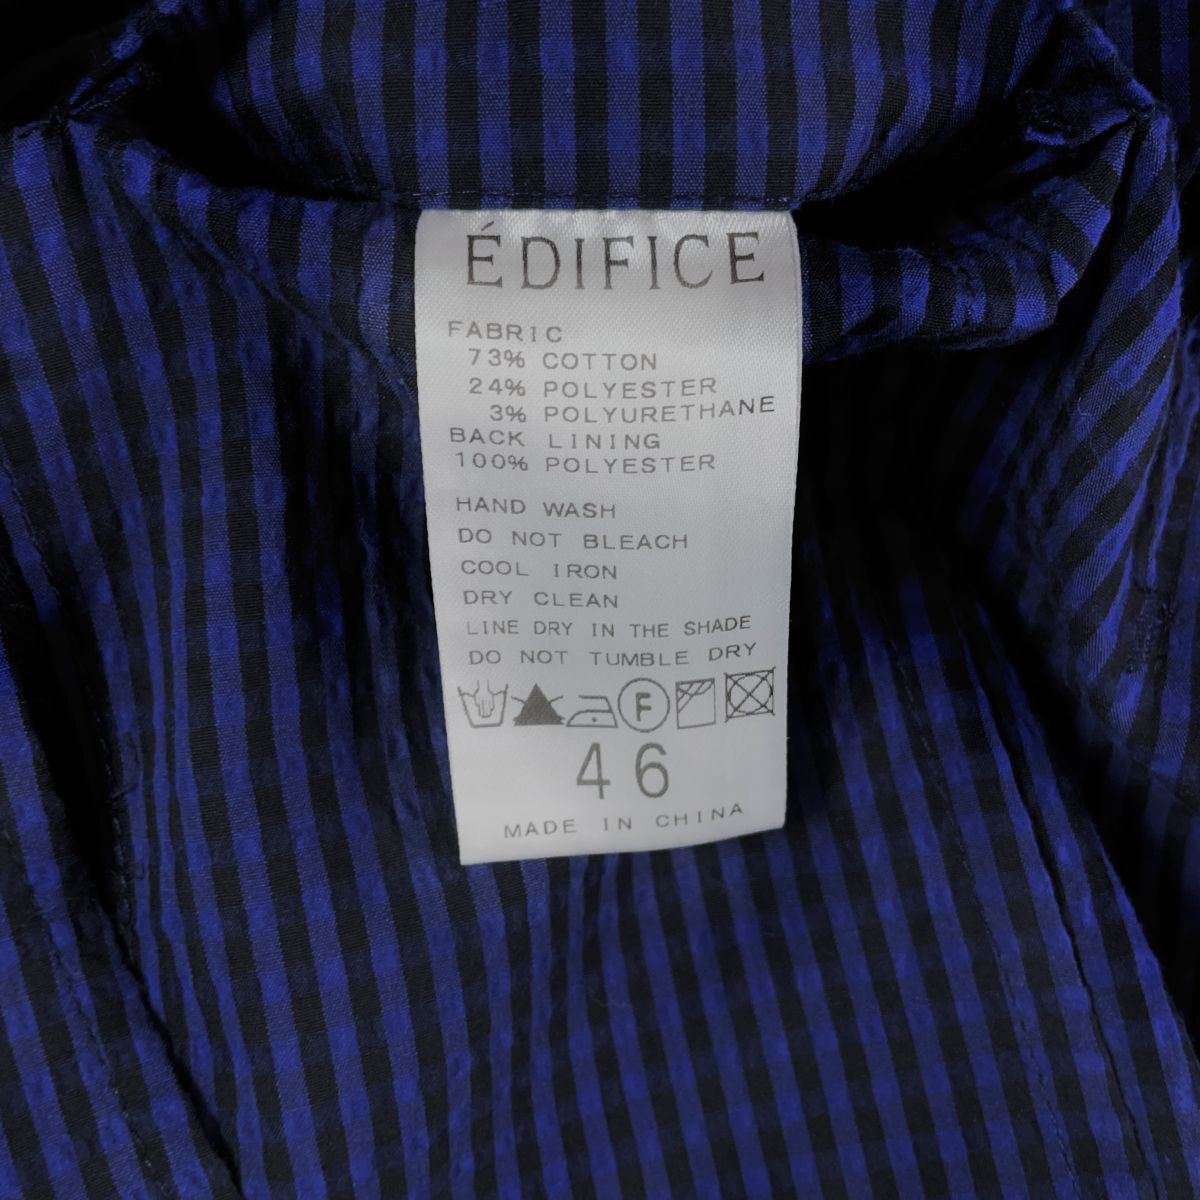 ÉDIFICE
FABRIC
73% COTTON
24% POLYESTER
3% POLYURETHANE
BACK LINING
100% POLYESTER
HAND WASH
DO NOT BLEACH
COOL IRON
DRY CLEAN
LINE DRY IN THE SHADE
DO NOT TUMBLE DRY
F
46
MADE IN CHINA